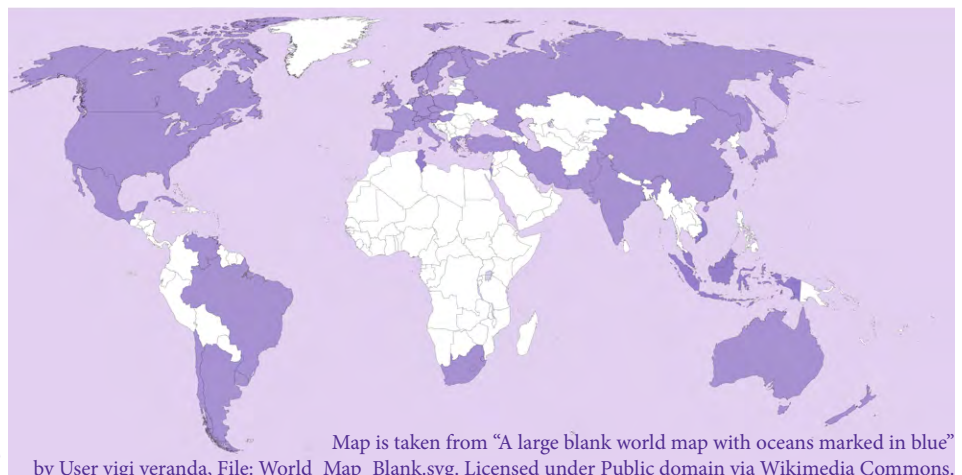 Map is taken from “A large blank world map with oceans marked in blue”
by User yigi veranda, File: World_Map_Blank.svg. Licensed under Public domain via Wikimedia Commons.